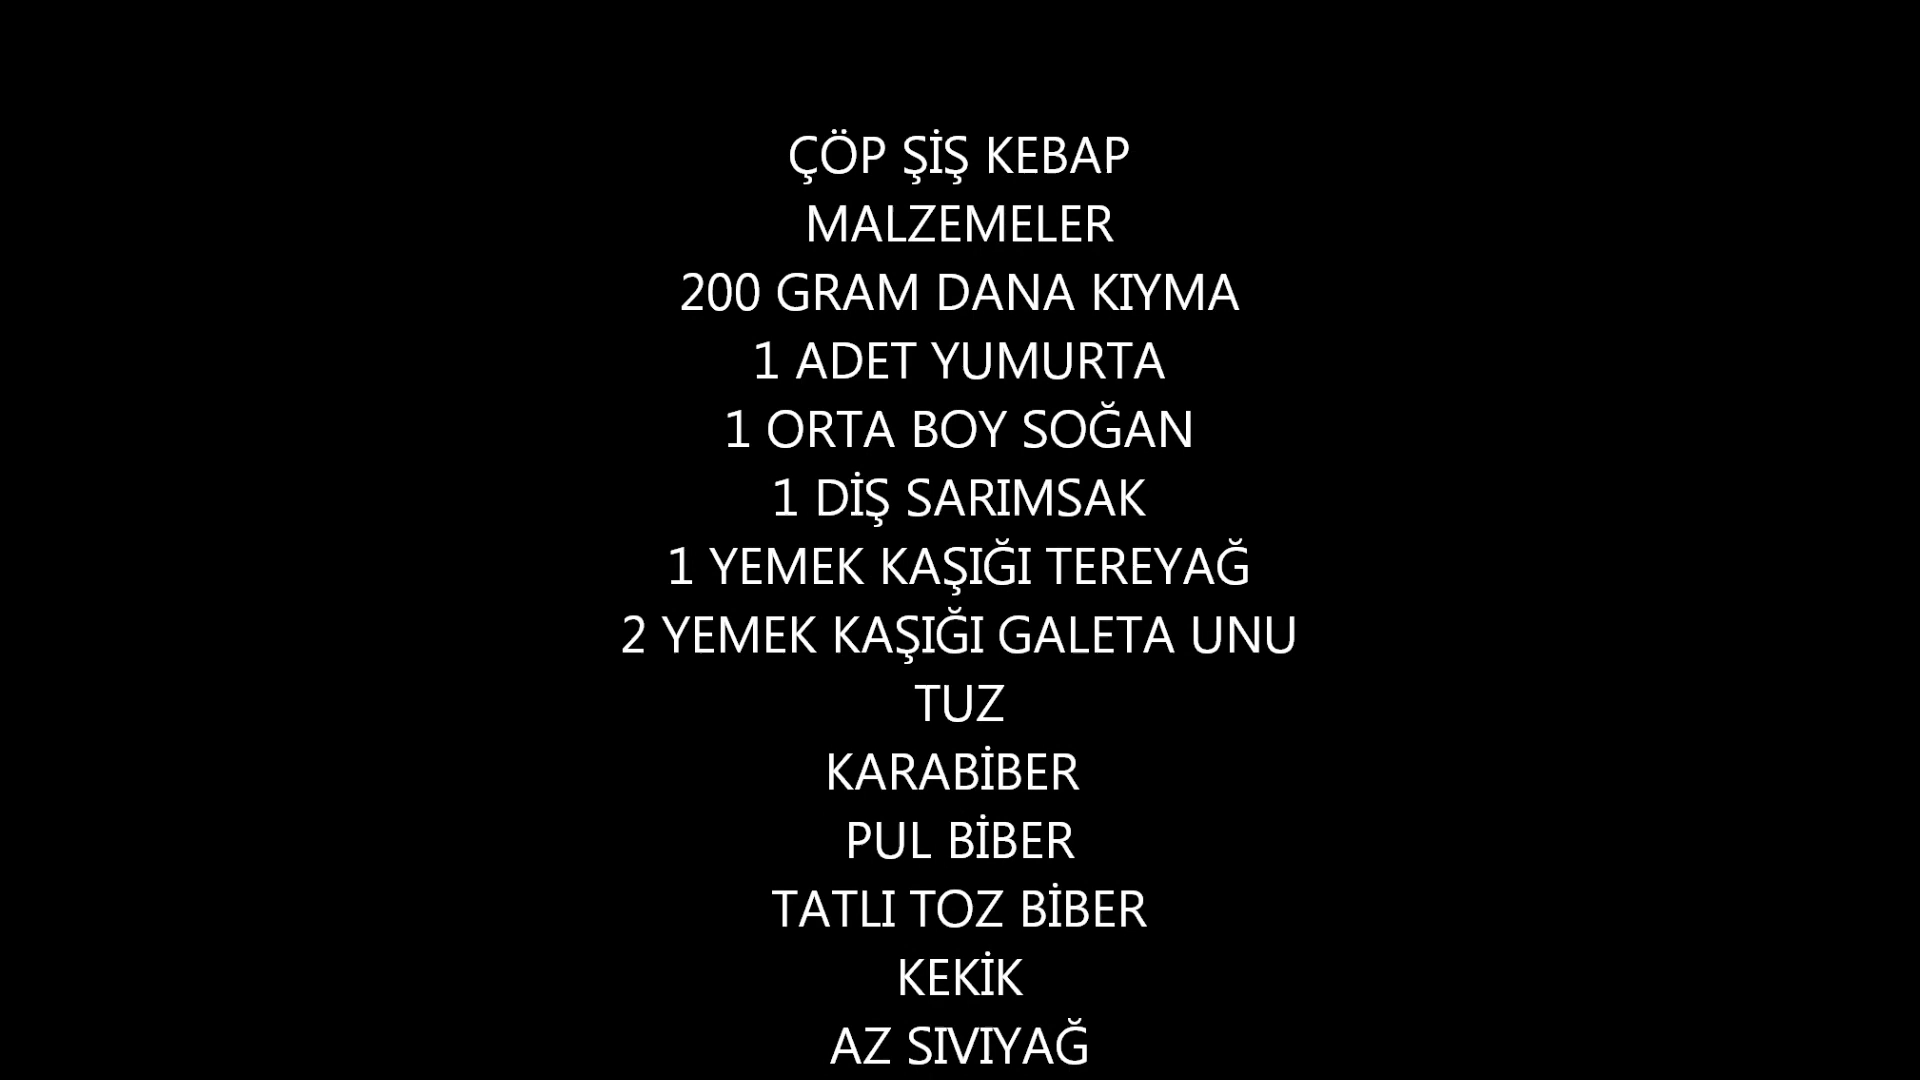 ÇÖP ŞİŞ KEBAP
MALZEMELER
200 GRAM DANA KIYMA
1 ADET YUMURTA
1 ORTA BOY SOĞAN
1 DİŞ SARIMSAK
1 YEMEK KAŞIĞI TEREYAĞ
2 YEMEK KAŞIĞI GALETA UNU
TUZ
KARABİBER
PUL BİBER
TATLI TOZ BİBER
KEKİK
AZ SIVIYAĞ